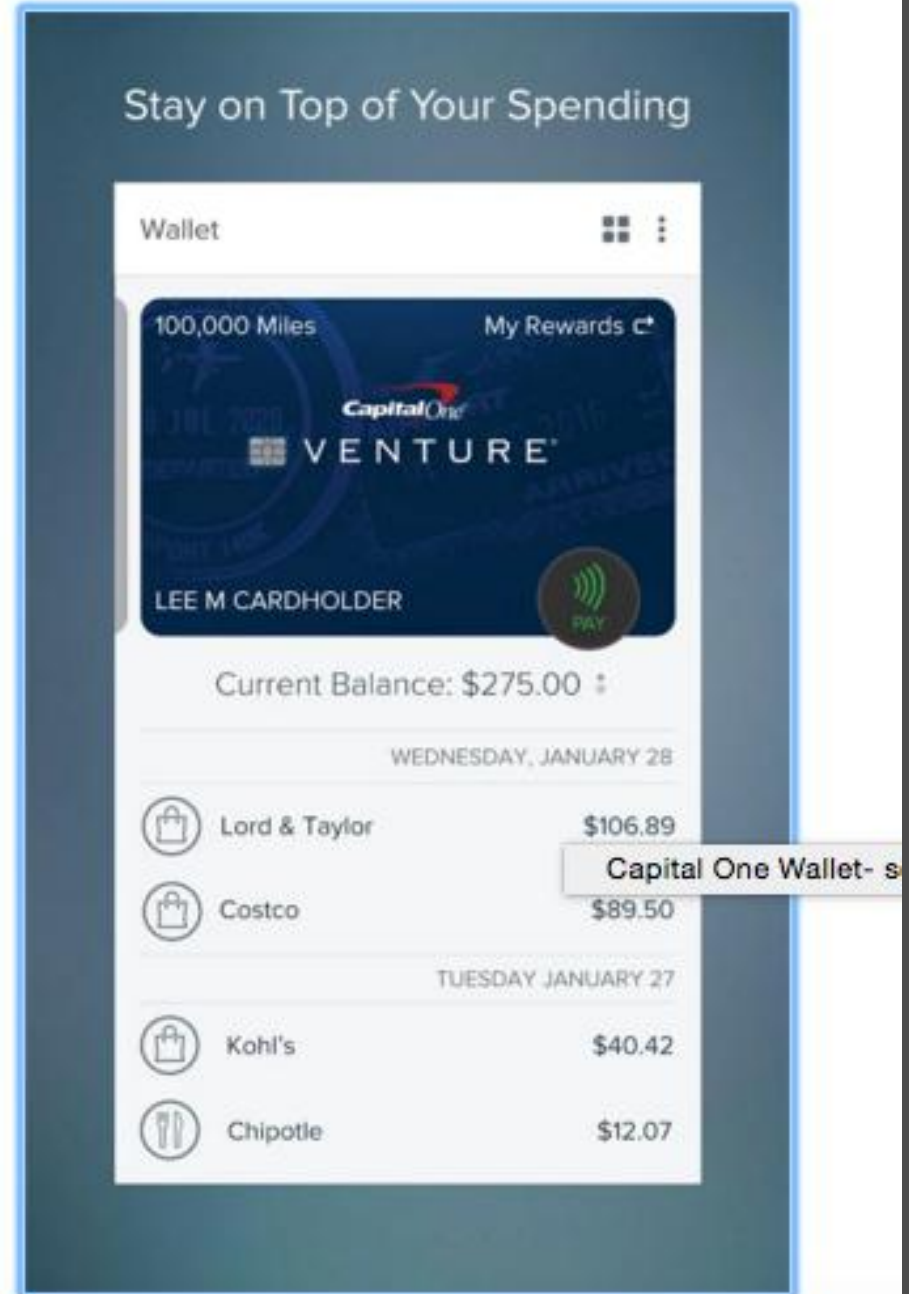 Stay on Top of Your Spending
Wallet
100,000 Miles My Rewards
Capital One
VENTURE®
LEE M CARDHOLDER
PAY
Current Balance: $275.00
WEDNESDAY, JANUARY 28
Lord & Taylor $106.89
Capital One Wallet-
Costco $89.50
TUESDAY JANUARY 27
Kohl's $40.42
Chipotle $12.07